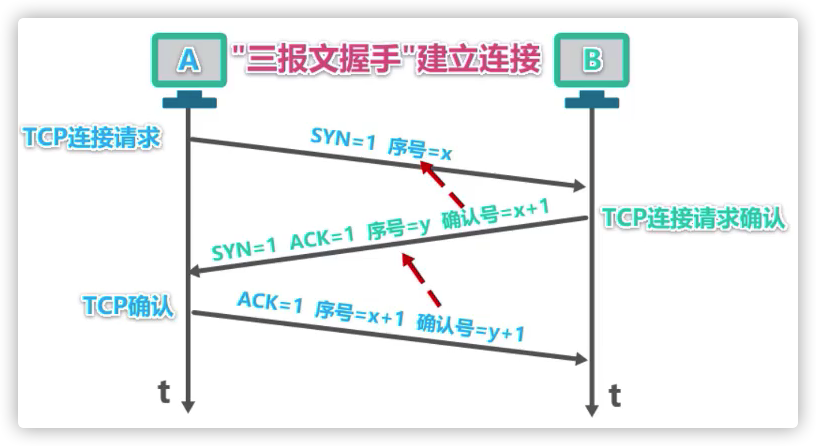 A
"三报文握手"建立连接
B
TCP连接请求
SYN=1 序号=x
SYN=1 ACK=1 序号=y 确认号=x+1
TCP连接请求确认
TCP确认
ACK=1 序号=x+1 确认号=y+1
t
t